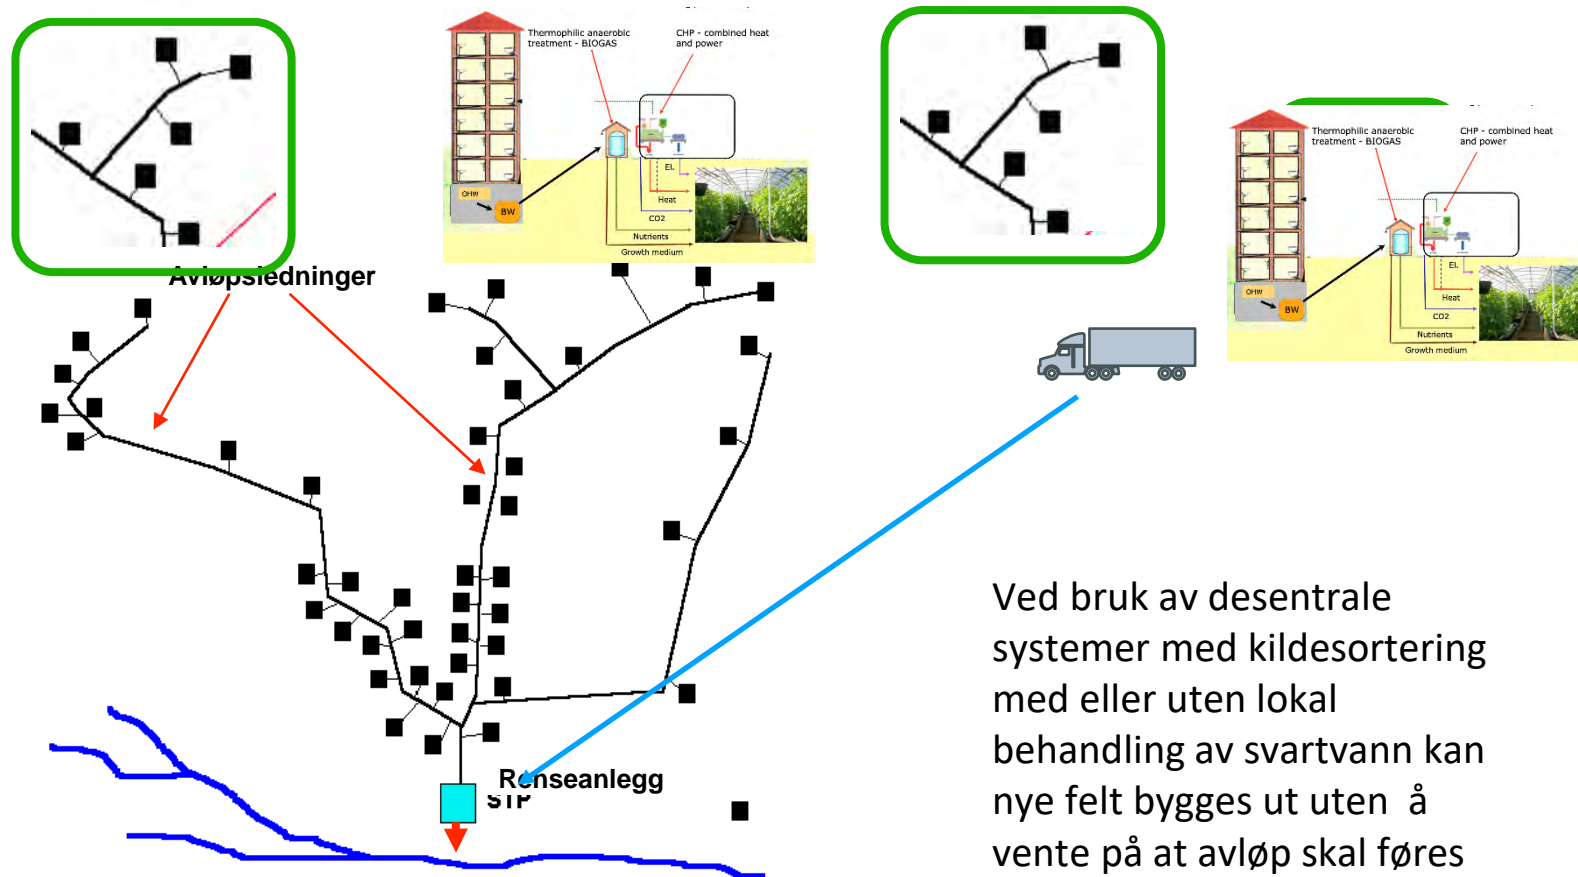 Thermophilic anaerobic
treatment - BIOGAS
CHP - combined heat
and power
OHW
BW
El.
Heat
CO2
Nutrients
Growth medium
Thermophilic anaerobic
treatment - BIOGAS
CHP - combined heat
and power
OHW
BW
El.
Heat
CO2
Nutrients
Growth medium
Avløpsledninger
Renseanlegg
STP
Ved bruk av desentrale
systemer med kildesortering
med eller uten lokal
behandling av svartvann kan
nye felt bygges ut uten å
vente på at avløp skal føres